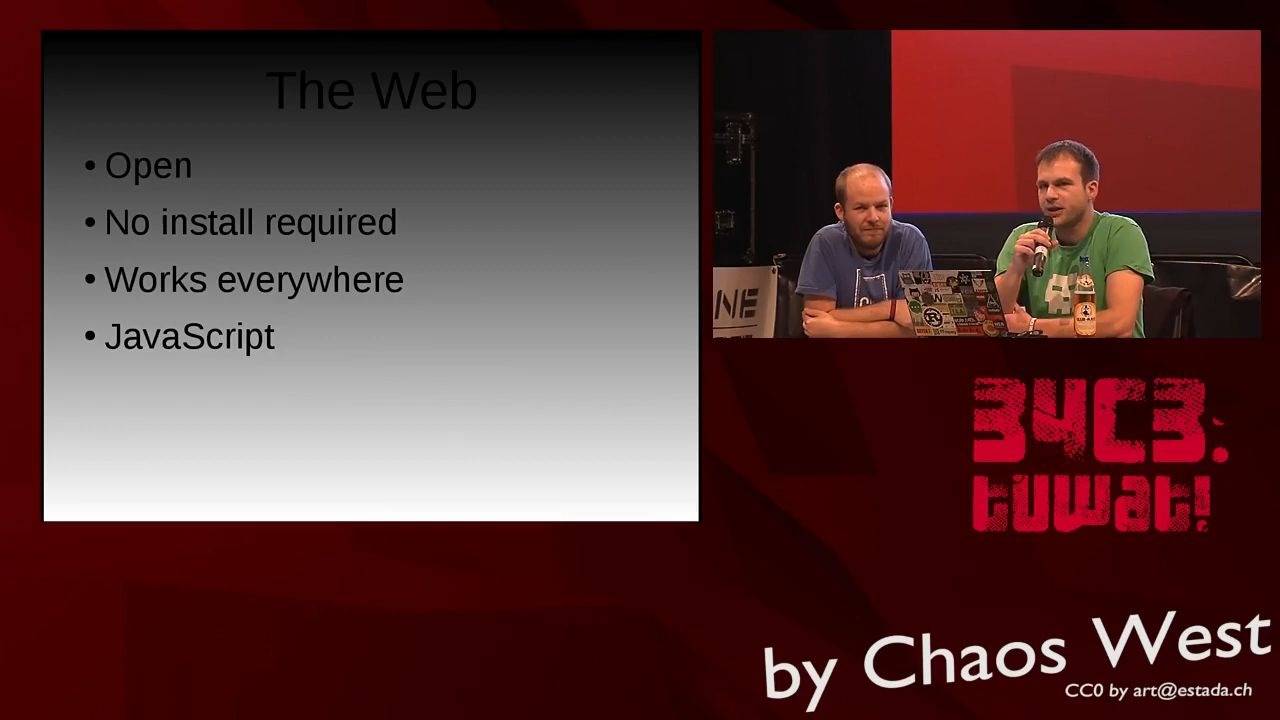 The Web
• Open
• No install required
• Works everywhere
• JavaScript
NE
34C3:
tuwat!
by Chaos West
CC0 by art@estada.ch